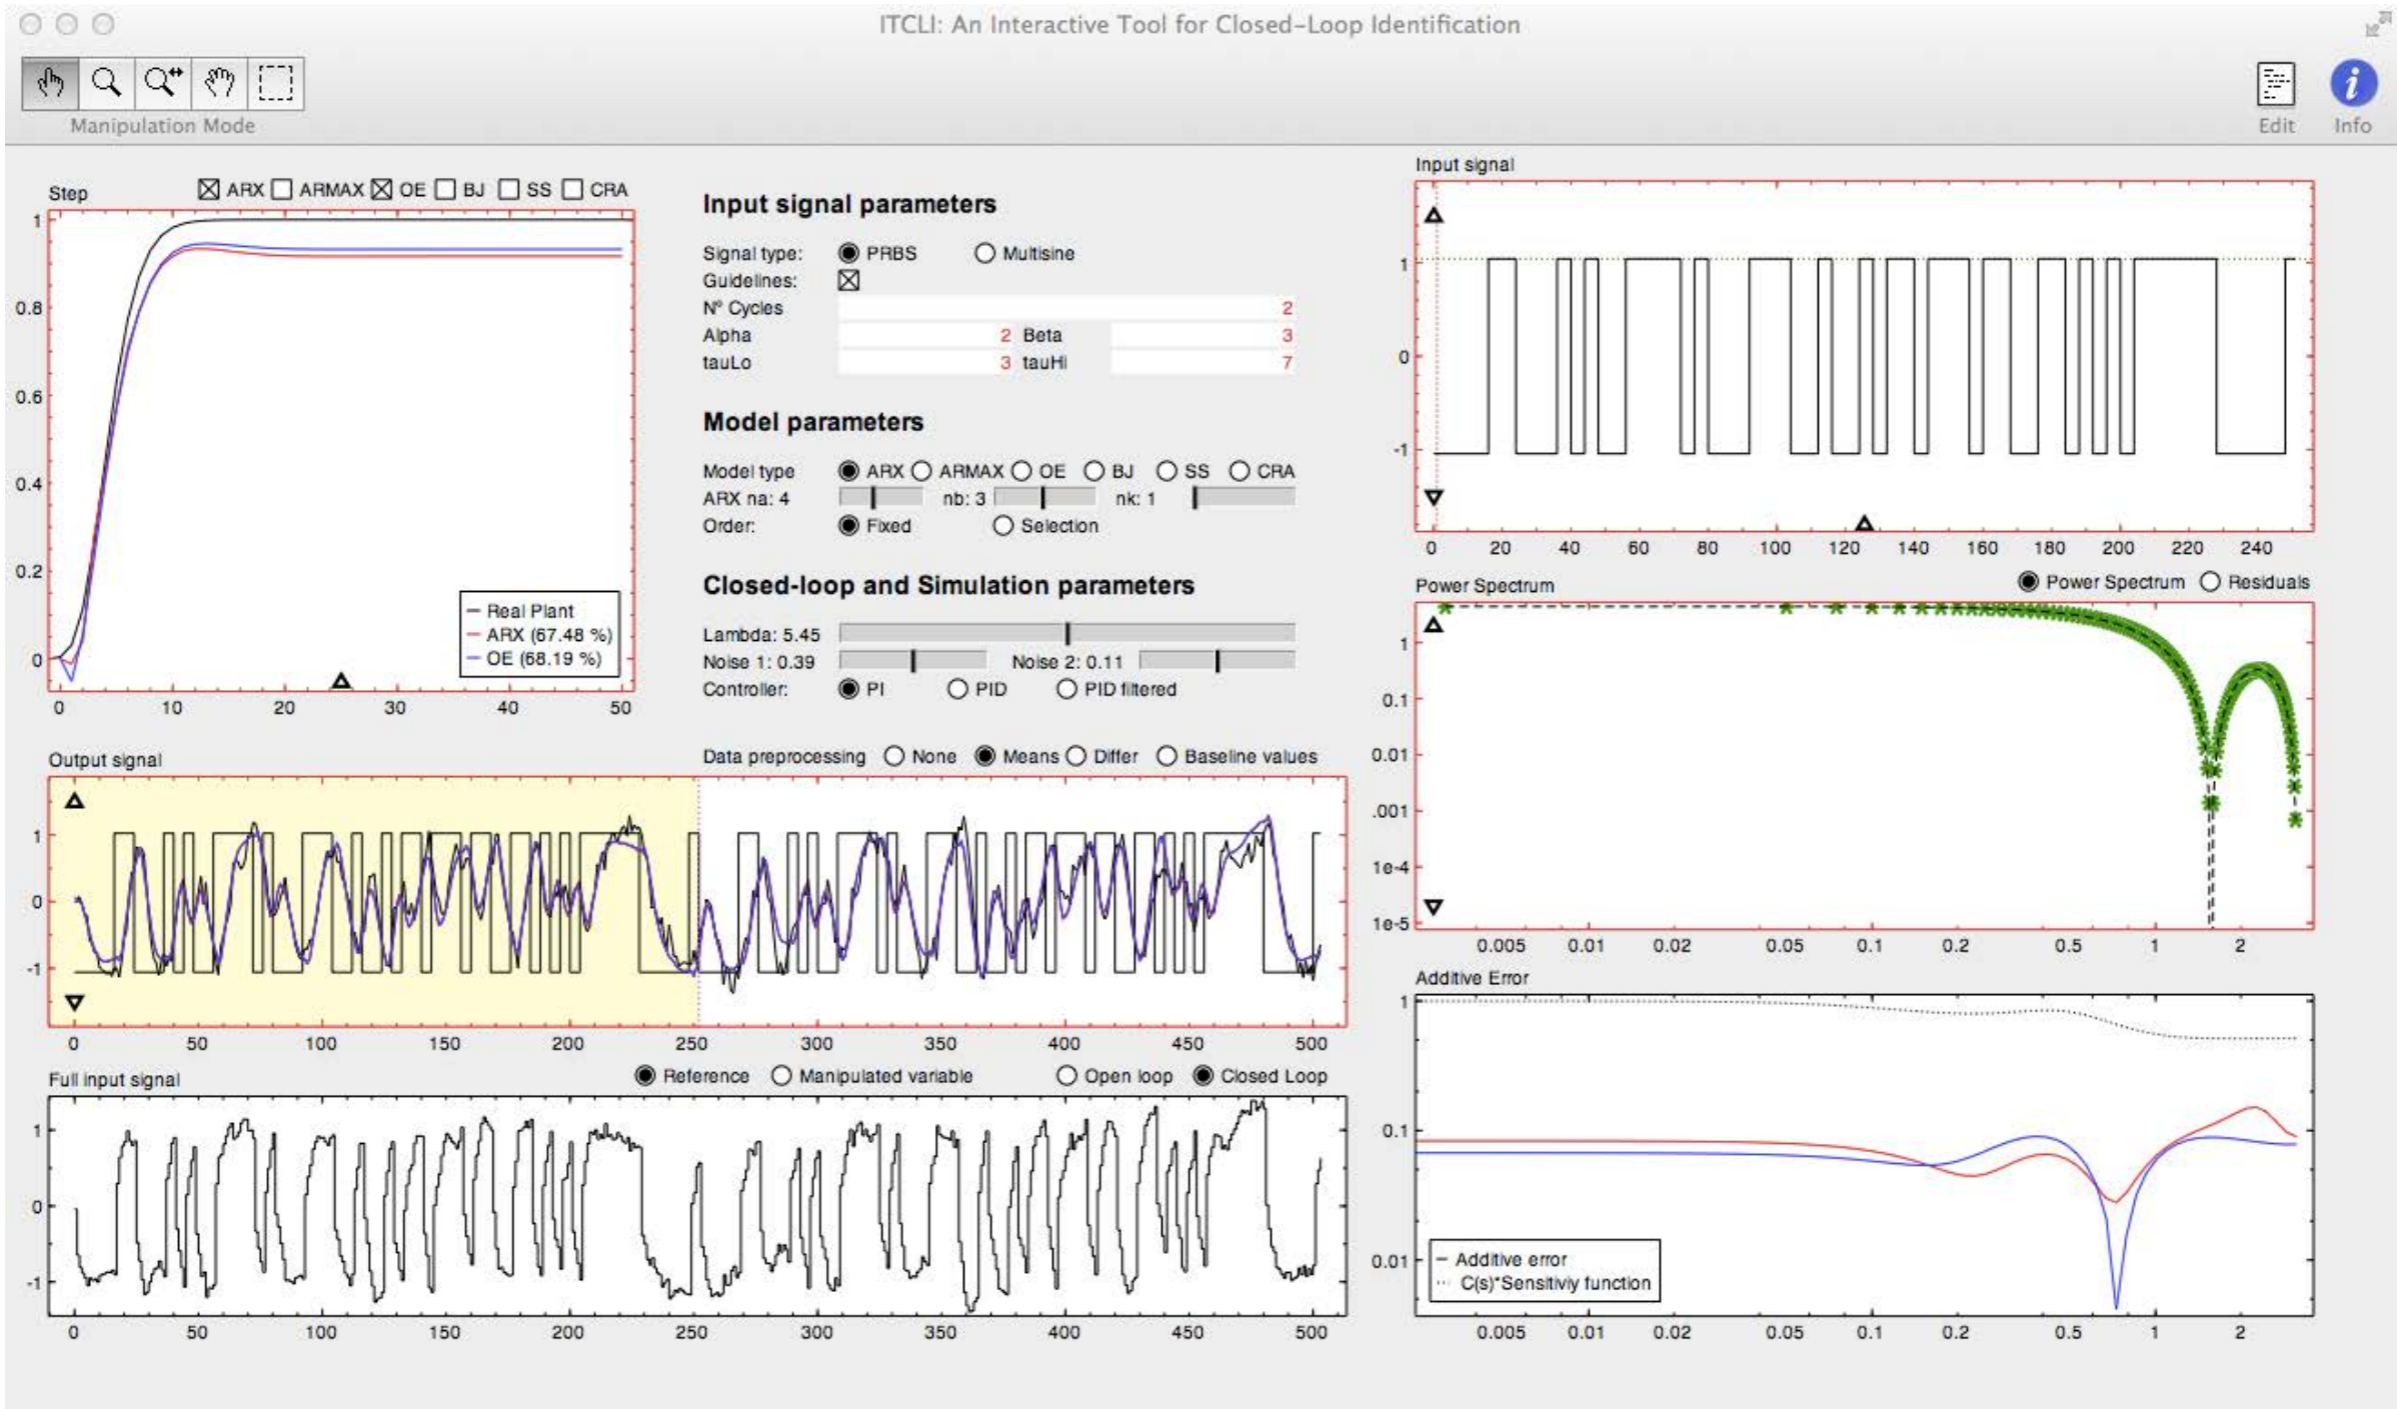 ITCLI: An Interactive Tool for Closed-Loop Identification
Manipulation Mode
Edit Info
Step ARX ARMAX OE BJ SS CRA
1
0.8
0.6
0.4
0.2
0
Real Plant
ARX (67.48 %)
OE (68.19 %)
0 10 20 30 40 50
Input signal parameters
Signal type: PRBS Multisine
Guidelines:
Nº Cycles 2
Alpha 2 Beta 3
tauLo 3 tauHi 7
Model parameters
Model type ARX ARMAX OE BJ SS CRA
ARX na: 4 nb: 3 nk: 1
Order: Fixed Selection
Closed-loop and Simulation parameters
Lambda: 5.45
Noise 1: 0.39 Noise 2: 0.11
Controller: PI PID PID filtered
Input signal
1
0
-1
0 20 40 60 80 100 120 140 160 180 200 220 240
Power Spectrum Power Spectrum Residuals
1
0.1
0.01
.001
1e-4
1e-5
0.005 0.01 0.02 0.05 0.1 0.2 0.5 1 2
Output signal Data preprocessing None Means Differ Baseline values
1
0
-1
0 50 100 150 200 250 300 350 400 450 500
Full input signal Reference Manipulated variable Open loop Closed Loop
1
0
-1
0 50 100 150 200 250 300 350 400 450 500
Additive Error
1
0.1
0.01
Additive error
C(s)*Sensitiviy function
0.005 0.01 0.02 0.05 0.1 0.2 0.5 1 2